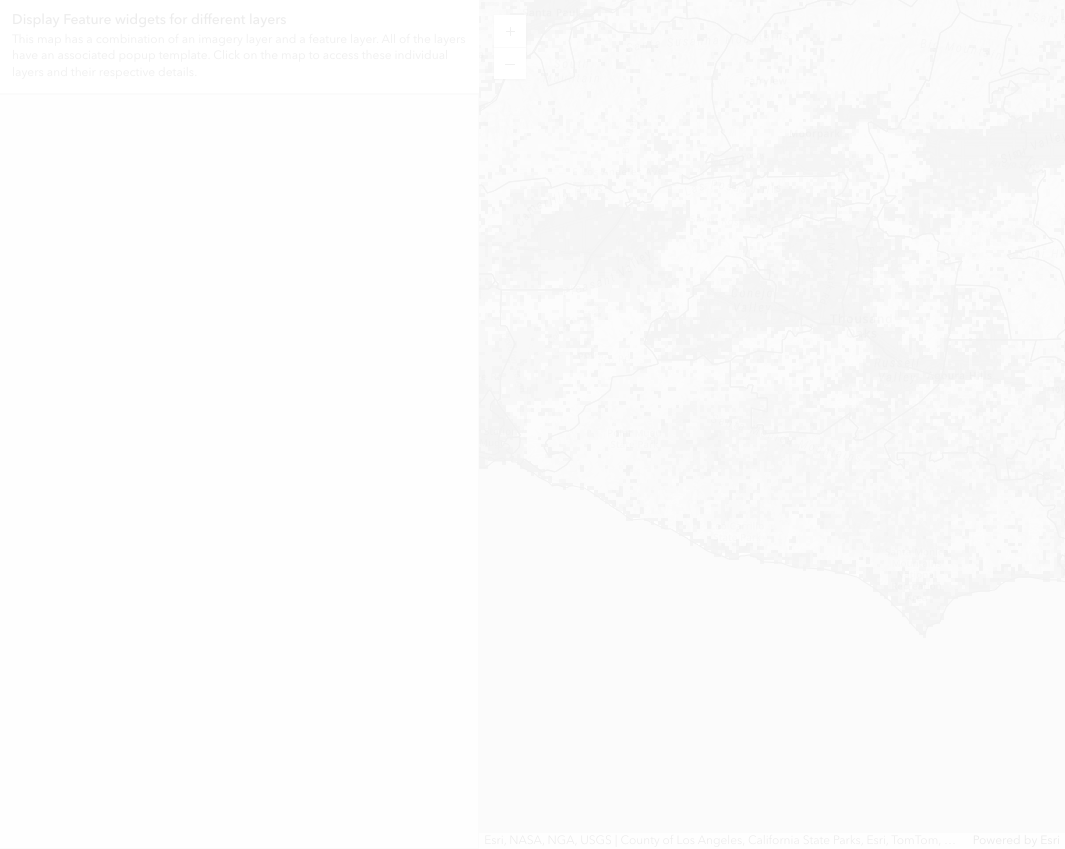 Display Feature widgets for different layers
This map has a combination of an imagery layer and a feature layer. All of the layers
have an associated popup template. Click on the map to access these individual
layers and their respective details.
Esri, NASA, NGA, USGS | County of Los Angeles, California State Parks, Esri, TomTom,
Powered by Esri